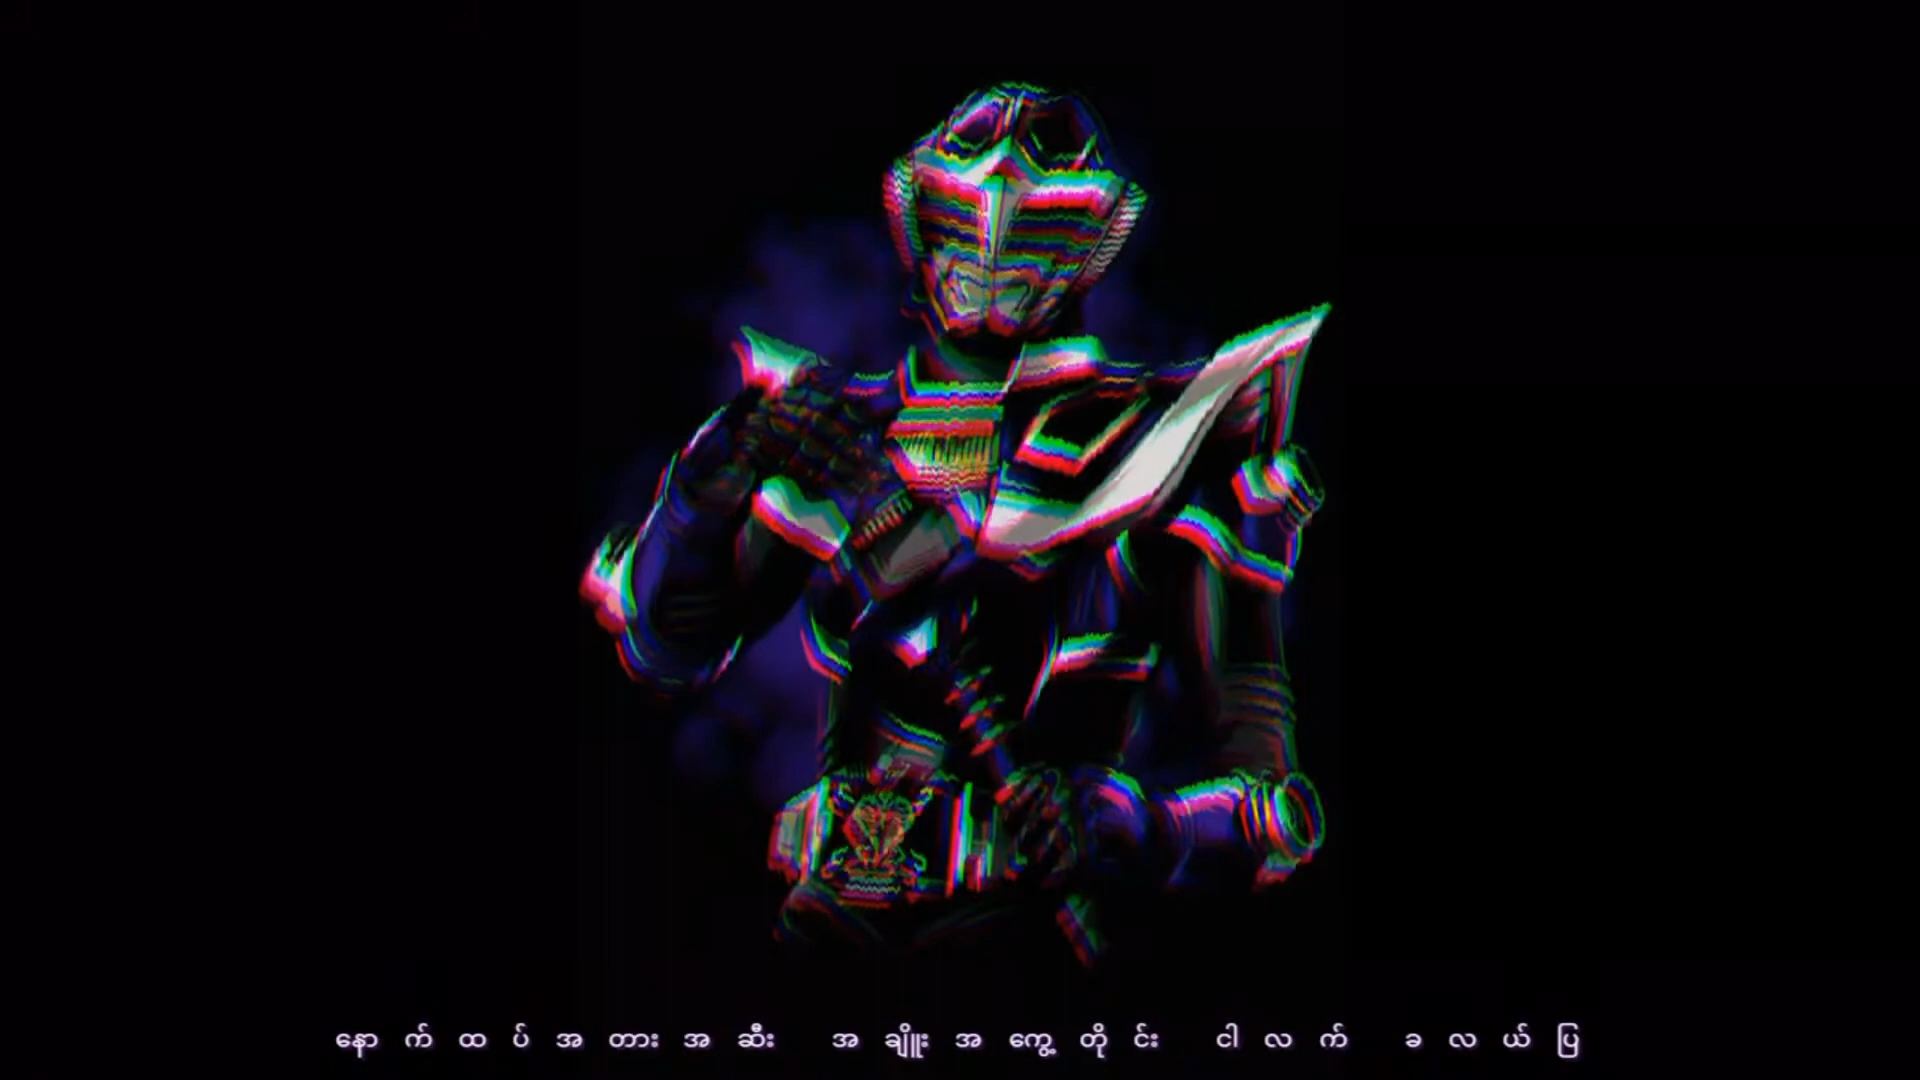 နောက်ထပ်အတားအဆီး အချိုူးအကွေ့တိုင်း ငါလက် ခလယ်ပြ